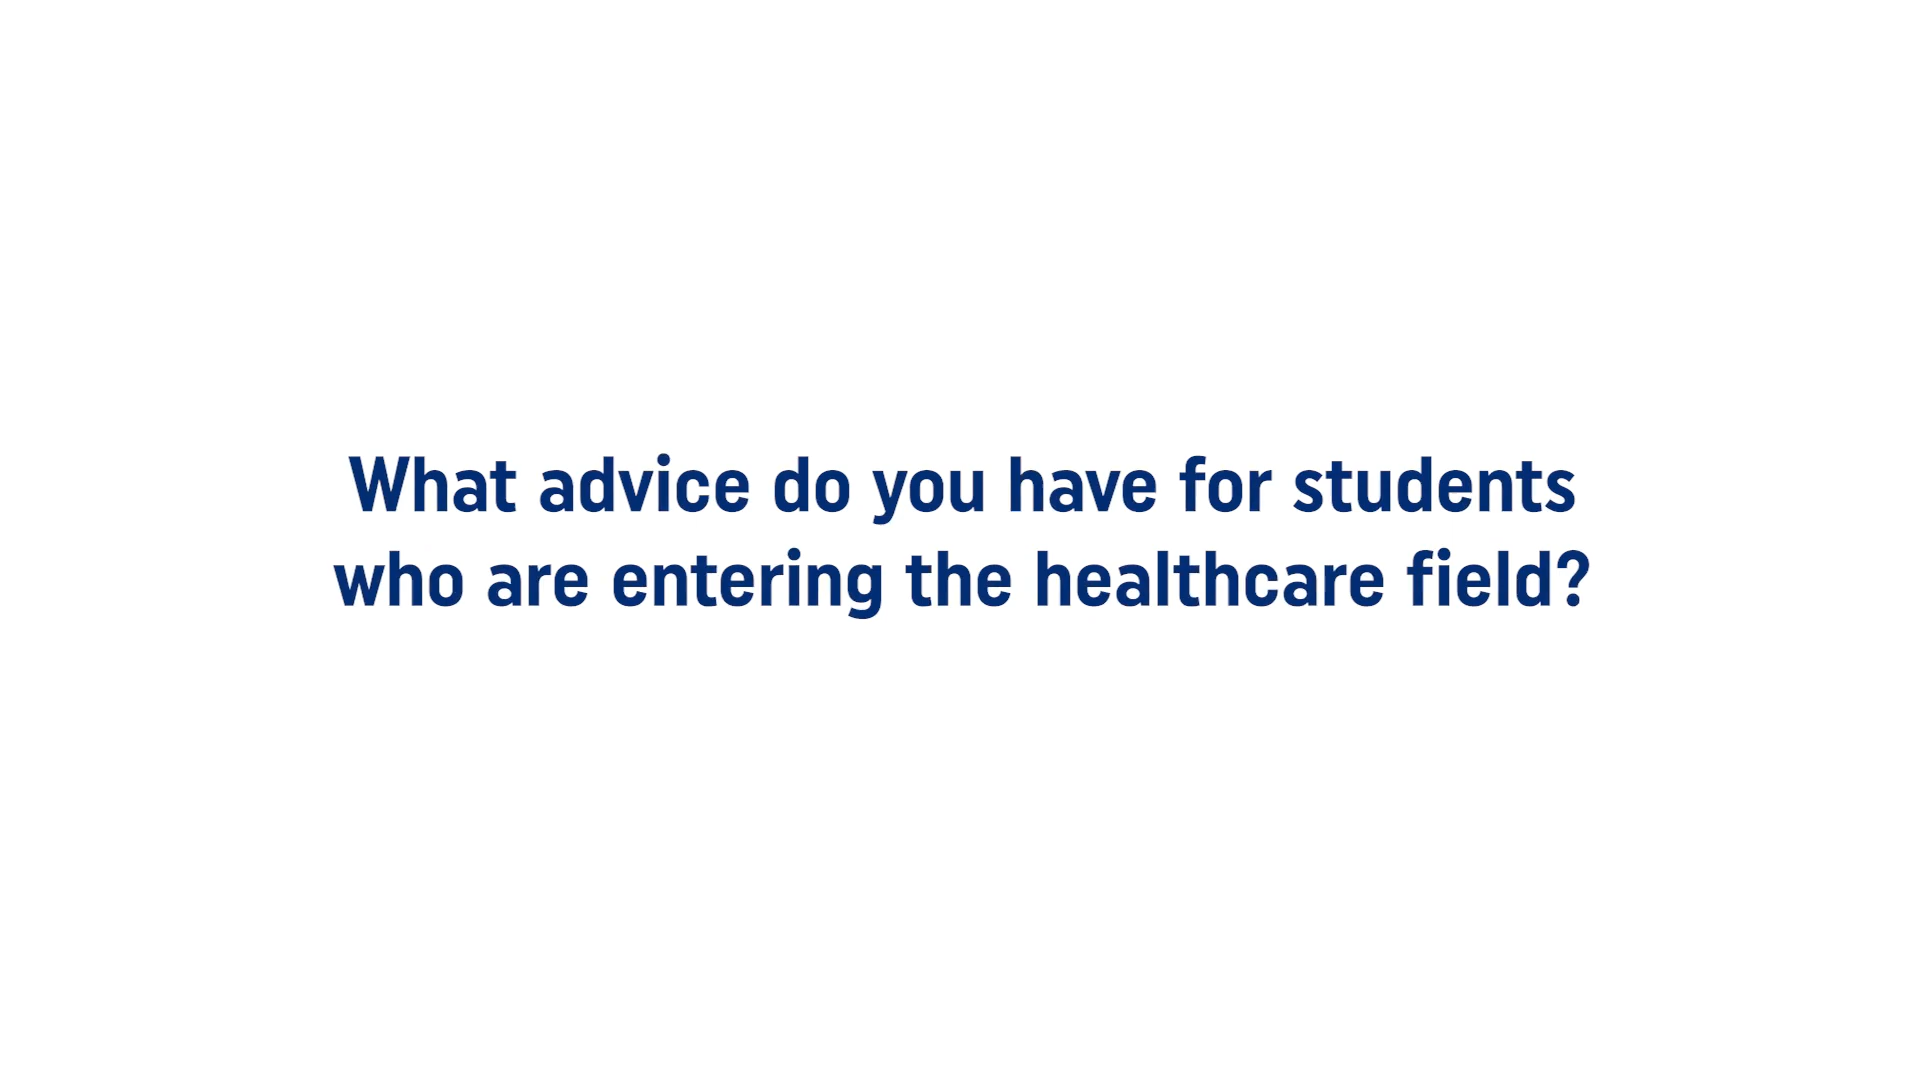 What advice do you have for students
who are entering the healthcare field?